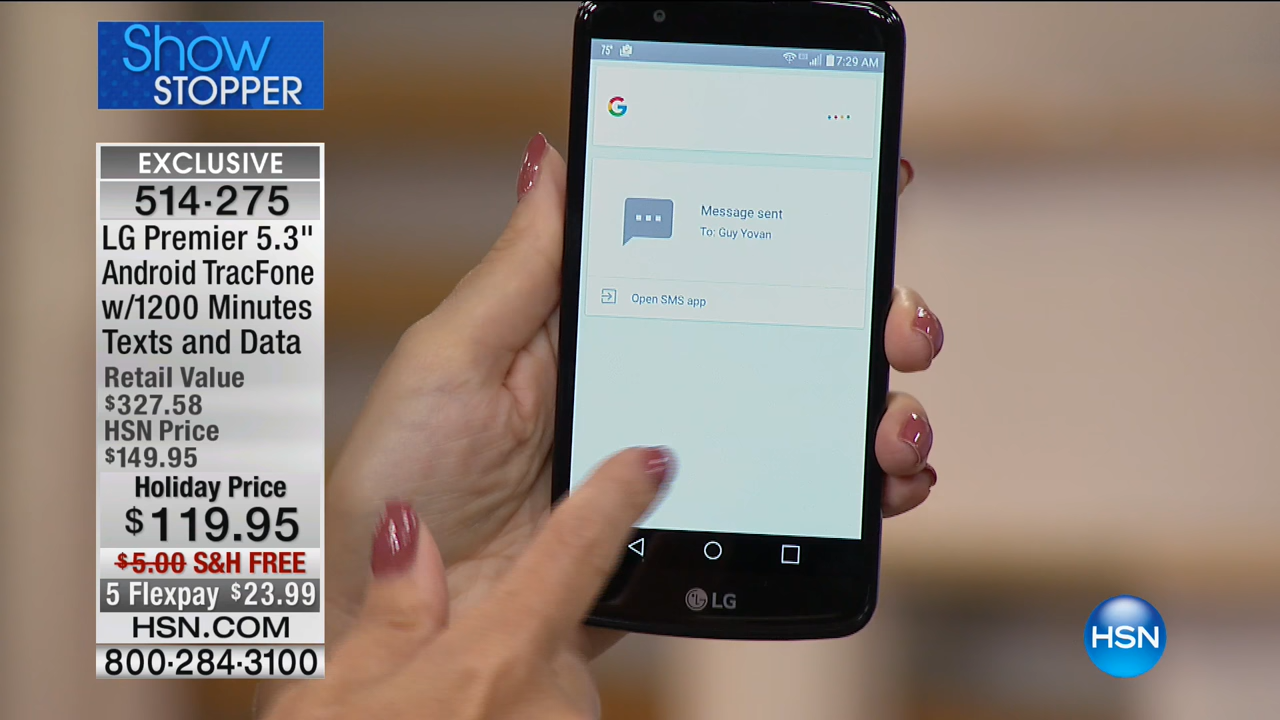 Show
STOPPER
EXCLUSIVE
514·275
LG Premier 5.3"
Android TracFone
w/1200 Minutes
Texts and Data
Retail Value
$327.58
HSN Price
$149.95
Holiday Price
$119.95
$5.00 S&H FREE
5 Flexpay $23.99
HSN.COM
800·284·3100
75°
7:29 AM
G
Message sent
To: Guy Yovan
Open SMS app
LG
HSN